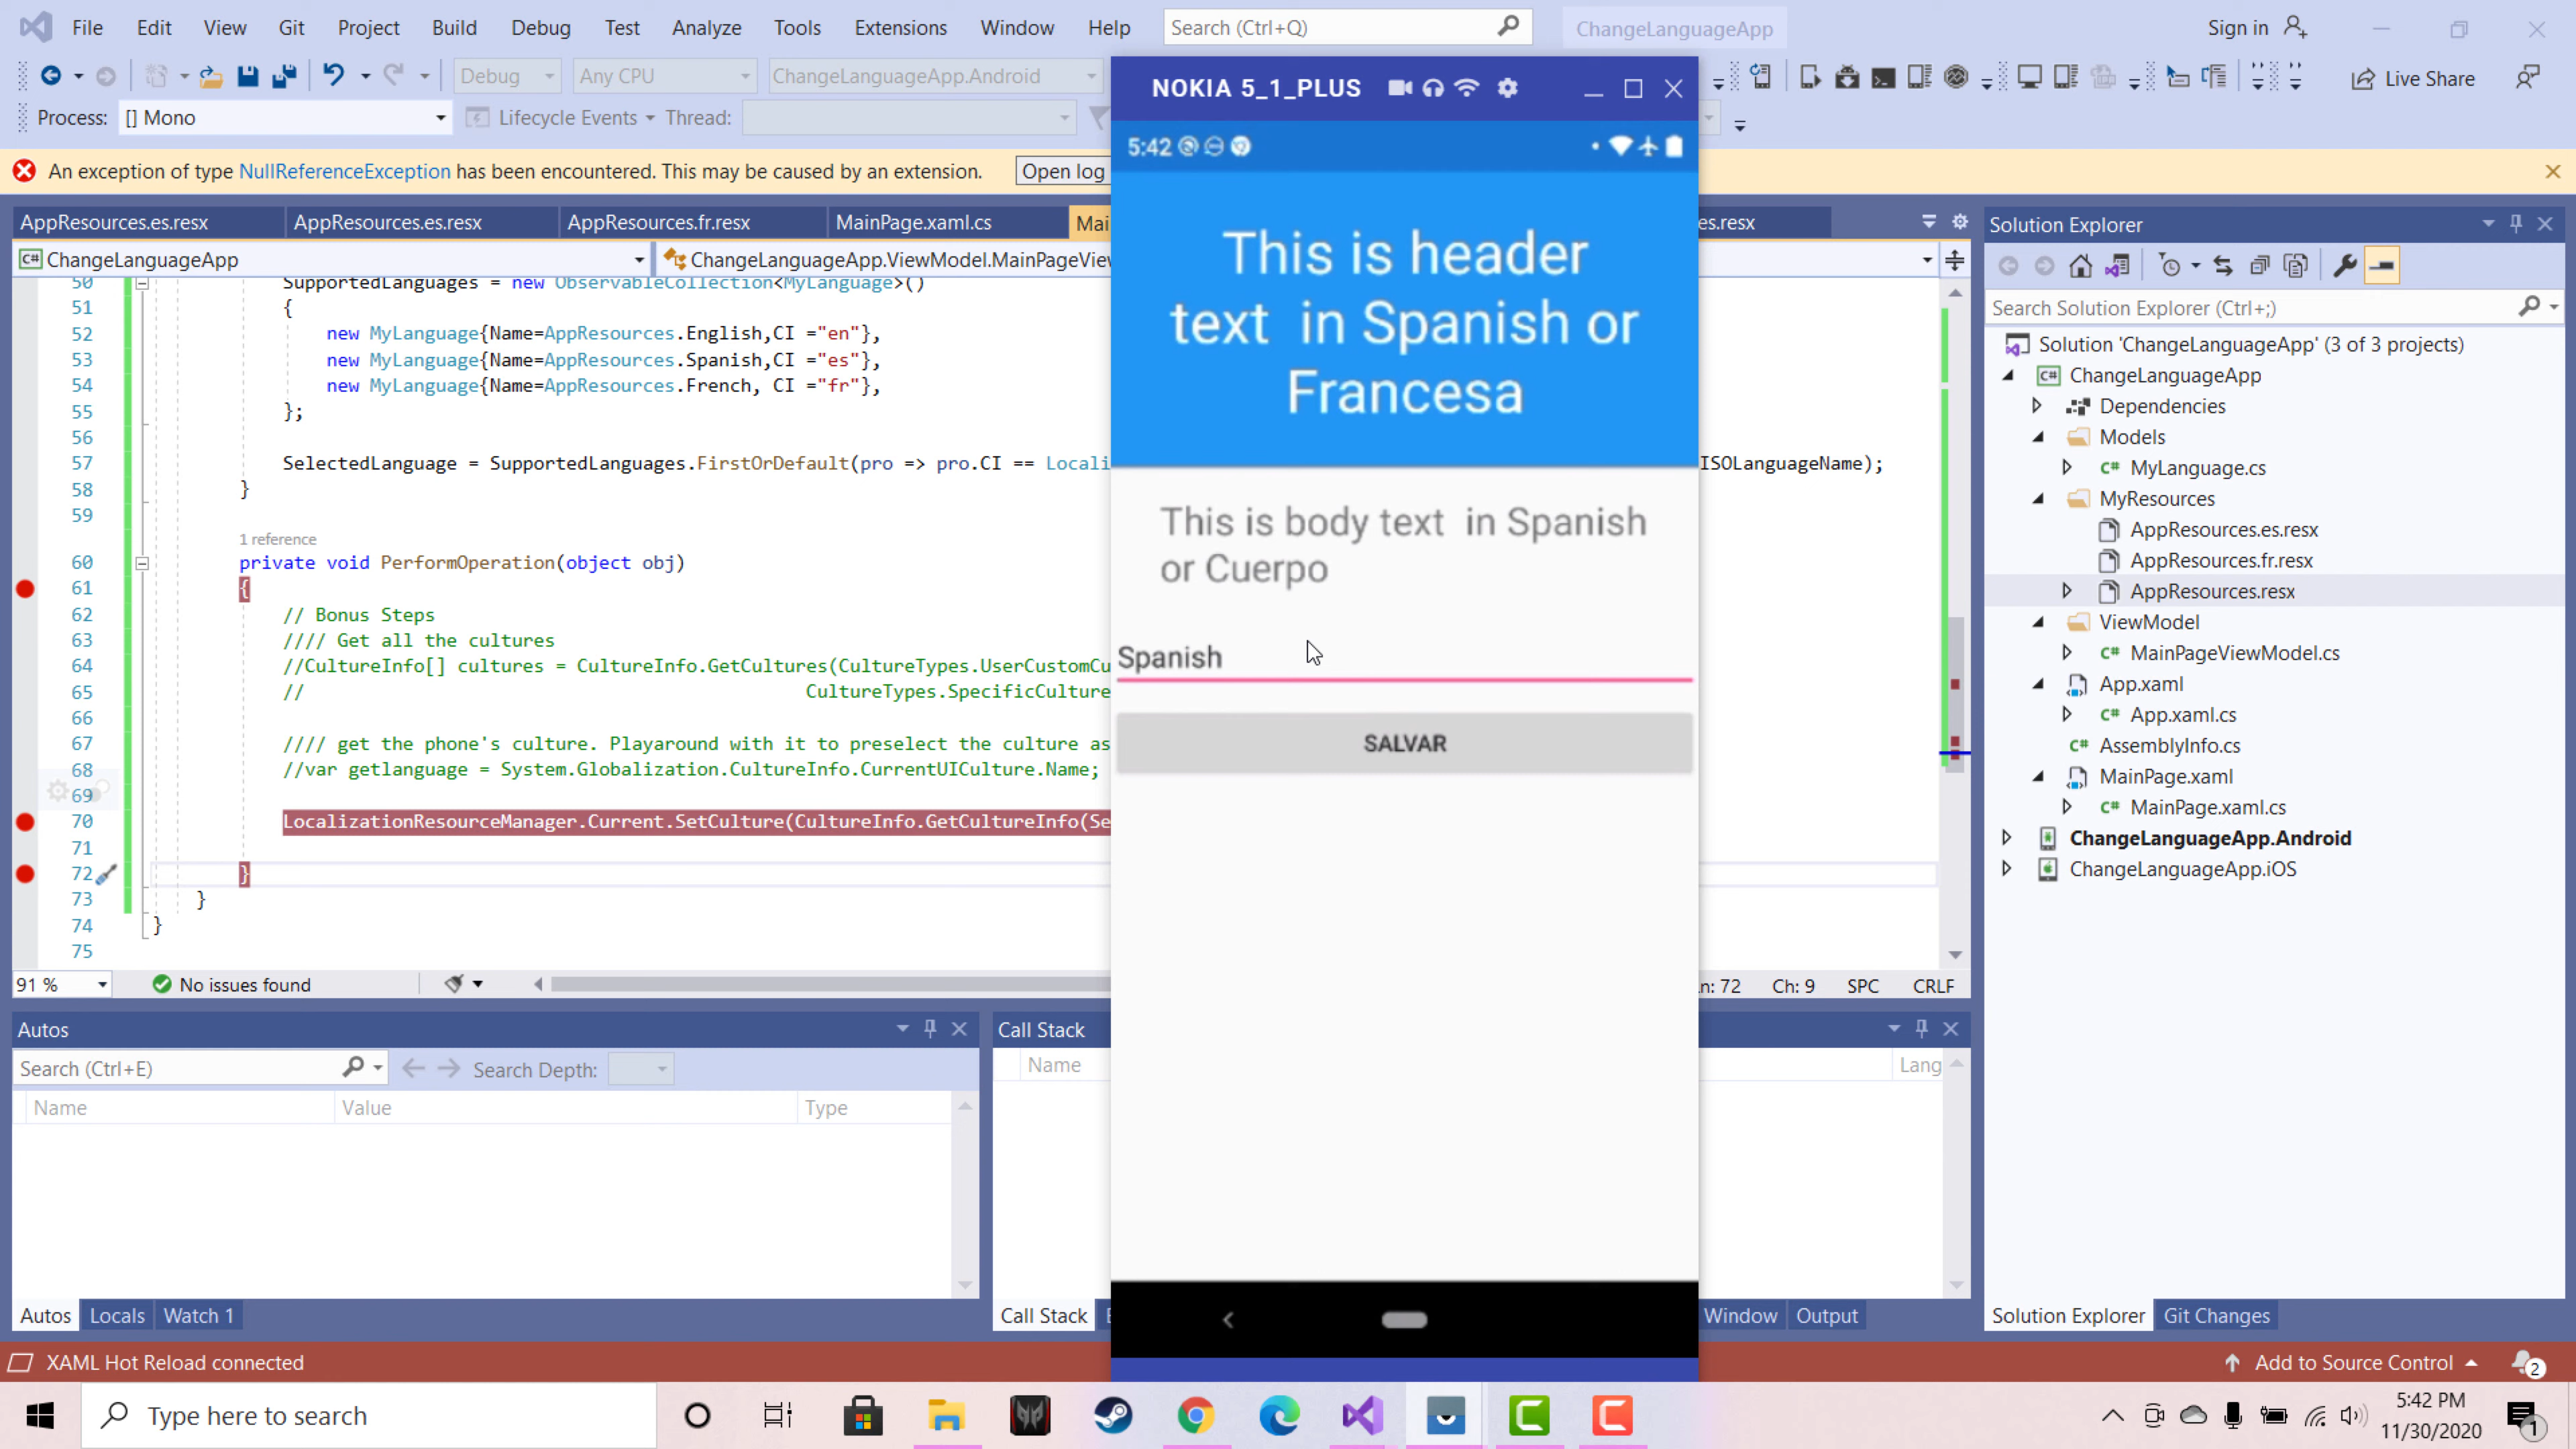 File Edit View Git Project Build Debug Test Analyze Tools Extensions Window Help Search (Ctrl+Q) ChangeLanguageApp Sign in
Debug Any CPU ChangeLanguageApp.Android Live Share
Process: [] Mono Lifecycle Events Thread:
An exception of type NullReferenceException has been encountered. This may be caused by an extension. Open log
AppResources.es.resx AppResources.es.resx AppResources.fr.resx MainPage.xaml.cs Mai es.resx
ChangeLanguageApp ChangeLanguageApp.ViewModel.MainPageVie
50 SupportedLanguages = new ObservableCollection<MyLanguage>()
51 {
52 new MyLanguage{Name=AppResources.English,CI ="en"},
53 new MyLanguage{Name=AppResources.Spanish,CI ="es"},
54 new MyLanguage{Name=AppResources.French, CI ="fr"},
55 };
56
57 SelectedLanguage = SupportedLanguages.FirstOrDefault(pro => pro.CI == Locali ISOLanguageName);
58 }
59
1 reference
60 private void PerformOperation(object obj)
61 {
62 // Bonus Steps
63 //// Get all the cultures
64 //CultureInfo[] cultures = CultureInfo.GetCultures(CultureTypes.UserCustomCu
65 // CultureTypes.SpecificCulture
66
67 //// get the phone's culture. Playaround with it to preselect the culture as
68 //var getlanguage = System.Globalization.CultureInfo.CurrentUICulture.Name;
69
70 LocalizationResourceManager.Current.SetCulture(CultureInfo.GetCultureInfo(Se
71
72 }
73 }
74 }
75
91 % No issues found Ln: 72 Ch: 9 SPC CRLF
NOKIA 5_1_PLUS
5:42
This is header
text in Spanish or
Francesa
This is body text in Spanish
or Cuerpo
Spanish
SALVAR
Solution Explorer
Search Solution Explorer (Ctrl+;)
Solution 'ChangeLanguageApp' (3 of 3 projects)
C# ChangeLanguageApp
Dependencies
Models
C# MyLanguage.cs
MyResources
AppResources.es.resx
AppResources.fr.resx
AppResources.resx
ViewModel
C# MainPageViewModel.cs
App.xaml
C# App.xaml.cs
C# AssemblyInfo.cs
MainPage.xaml
C# MainPage.xaml.cs
ChangeLanguageApp.Android
ChangeLanguageApp.iOS
Autos
Search (Ctrl+E) Search Depth:
Name Value Type
Call Stack
Name Lang
Autos Locals Watch 1 Call Stack Window Output
Solution Explorer Git Changes
XAML Hot Reload connected Add to Source Control 2
Type here to search
5:42 PM
11/30/2020
1